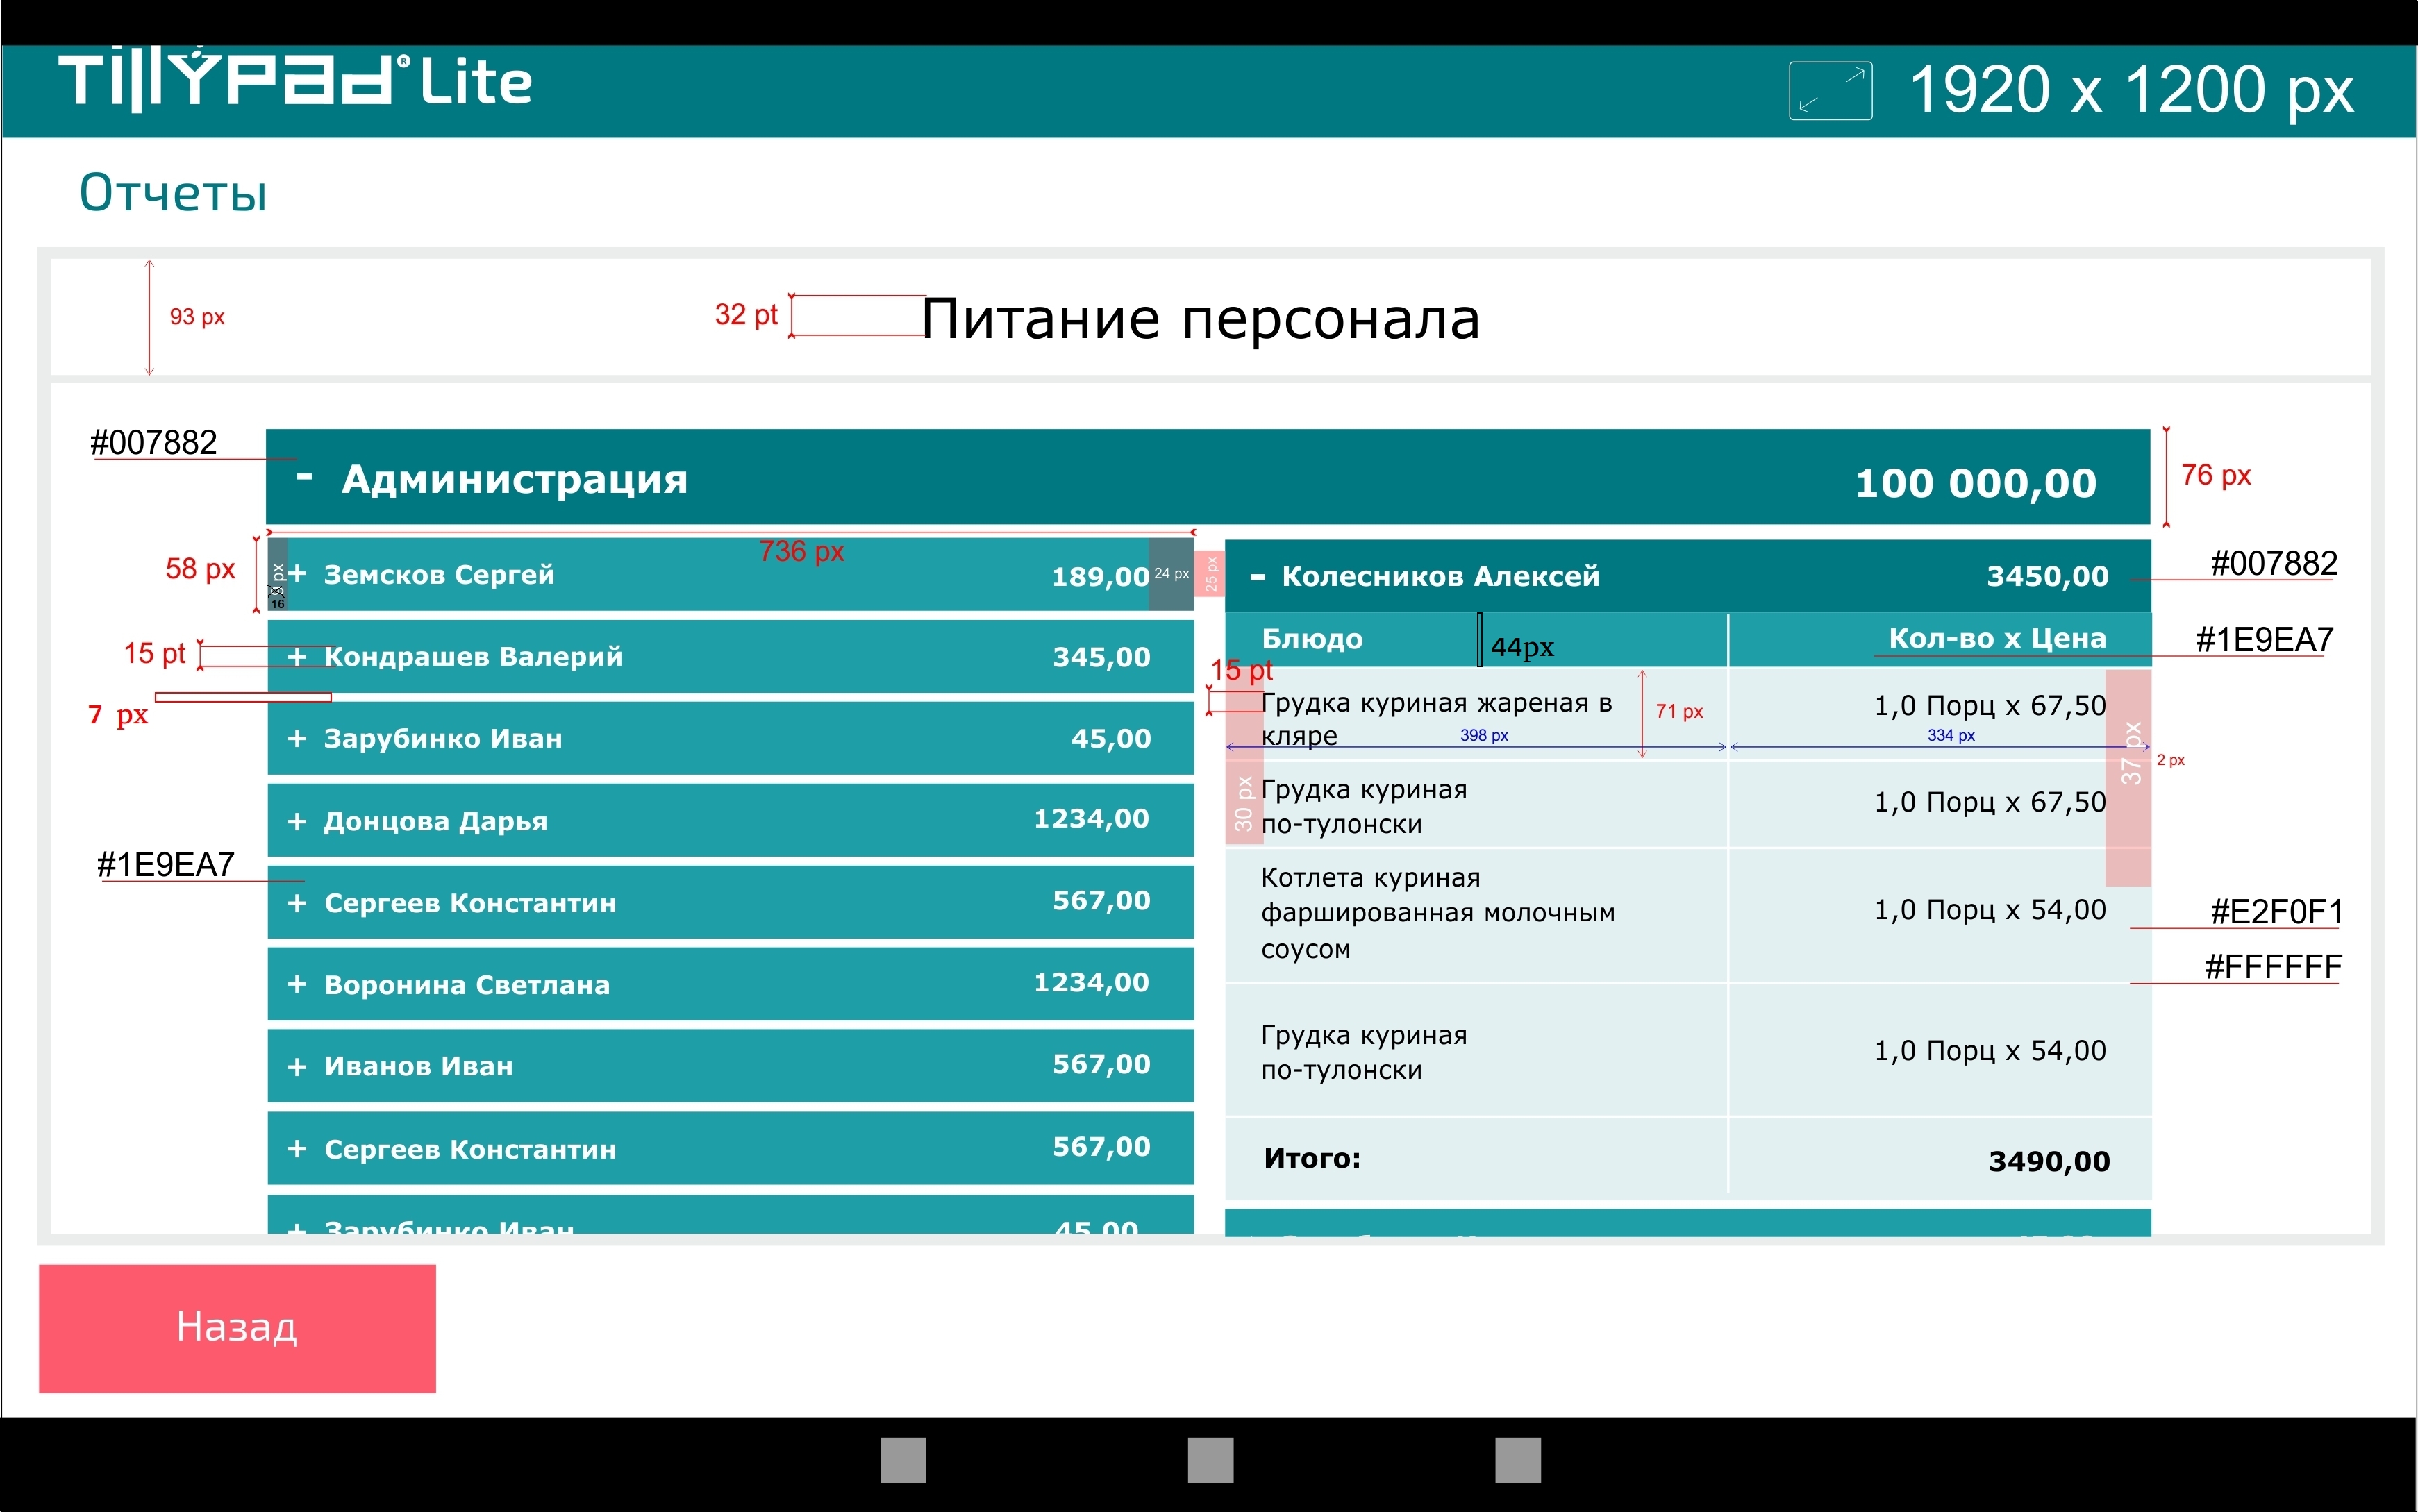 TillYPad® Lite
1920 x 1200 px
Отчеты
93 px
32 pt
Питание персонала
#007882
- Администрация
100 000,00
76 px
736 px
58 px
px
16
+ Земсков Сергей
189,00
24 px
25 px
- Колесников Алексей
3450,00
#007882
15 pt
+ Кондрашев Валерий
345,00
Блюдо
44px
Кол-во х Цена
#1E9EA7
15 pt
7 px
+ Зарубинко Иван
45,00
Грудка куриная жареная в
кляре
398 px
71 px
1,0 Порц х 67,50
334 px
37 px
2 px
30 px
+ Донцова Дарья
1234,00
Грудка куриная
по-тулонски
1,0 Порц х 67,50
#1E9EA7
+ Сергеев Константин
567,00
Котлета куриная
фаршированная молочным
соусом
1,0 Порц х 54,00
#E2F0F1
#FFFFFF
+ Воронина Светлана
1234,00
+ Иванов Иван
567,00
Грудка куриная
по-тулонски
1,0 Порц х 54,00
+ Сергеев Константин
567,00
Итого:
3490,00
+ Зарубинко Иван
45,00
Назад